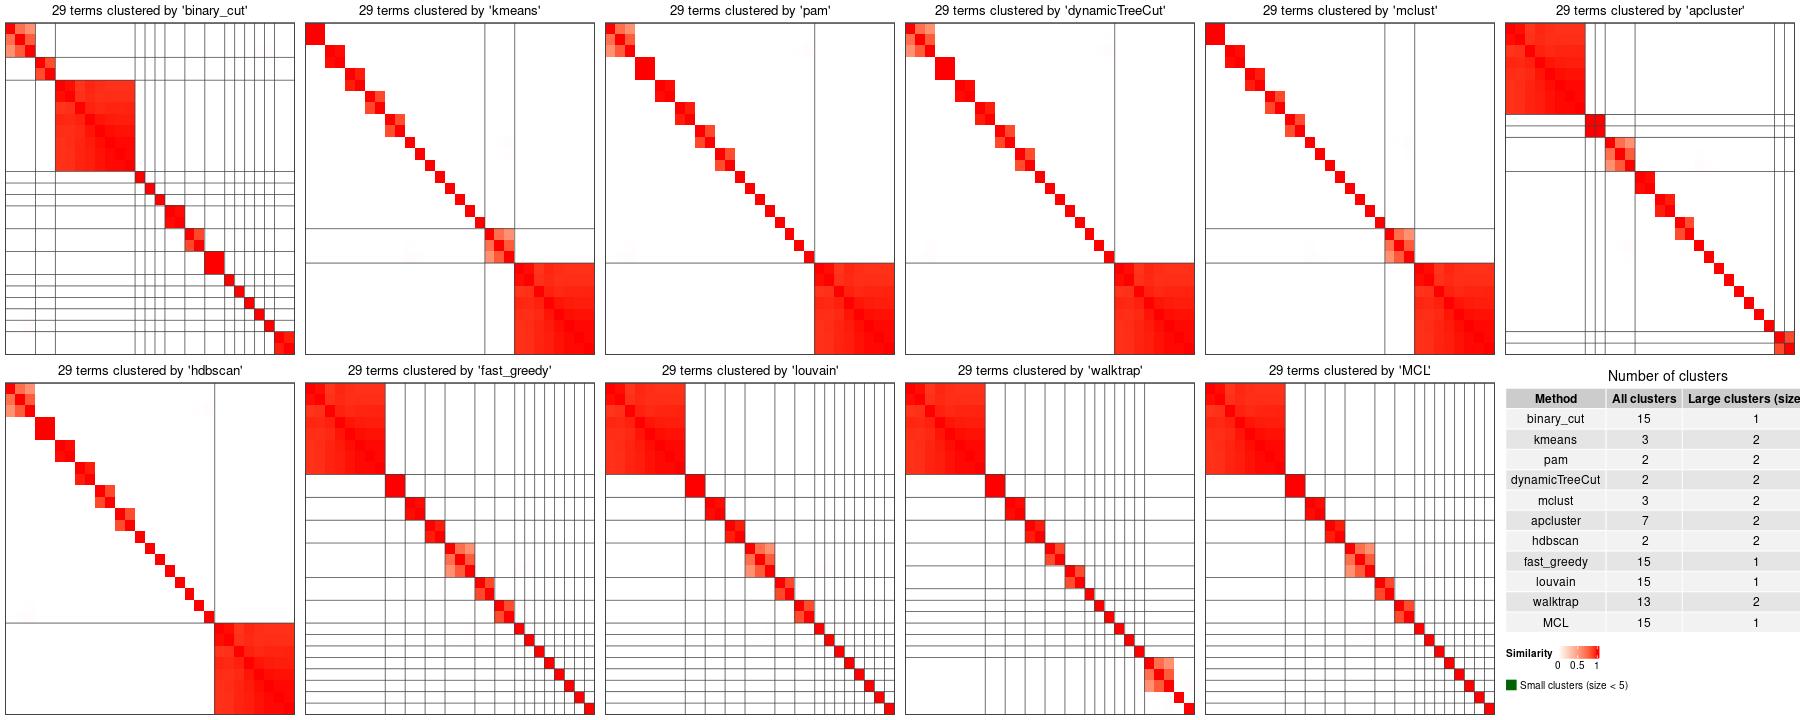 29 terms clustered by 'binary_cut'
29 terms clustered by 'kmeans'
29 terms clustered by 'pam'
29 terms clustered by 'dynamicTreeCut'
29 terms clustered by 'mclust'
29 terms clustered by 'apcluster'
29 terms clustered by 'hdbscan'
29 terms clustered by 'fast_greedy'
29 terms clustered by 'louvain'
29 terms clustered by 'walktrap'
29 terms clustered by 'MCL'
Number of clusters
Method All clusters Large clusters (size
binary_cut 15 1
kmeans 3 2
pam 2 2
dynamicTreeCut 2 2
mclust 3 2
apcluster 7 2
hdbscan 2 2
fast_greedy 15 1
louvain 15 1
walktrap 13 2
MCL 15 1
Similarity
0 0.5 1
Small clusters (size < 5)